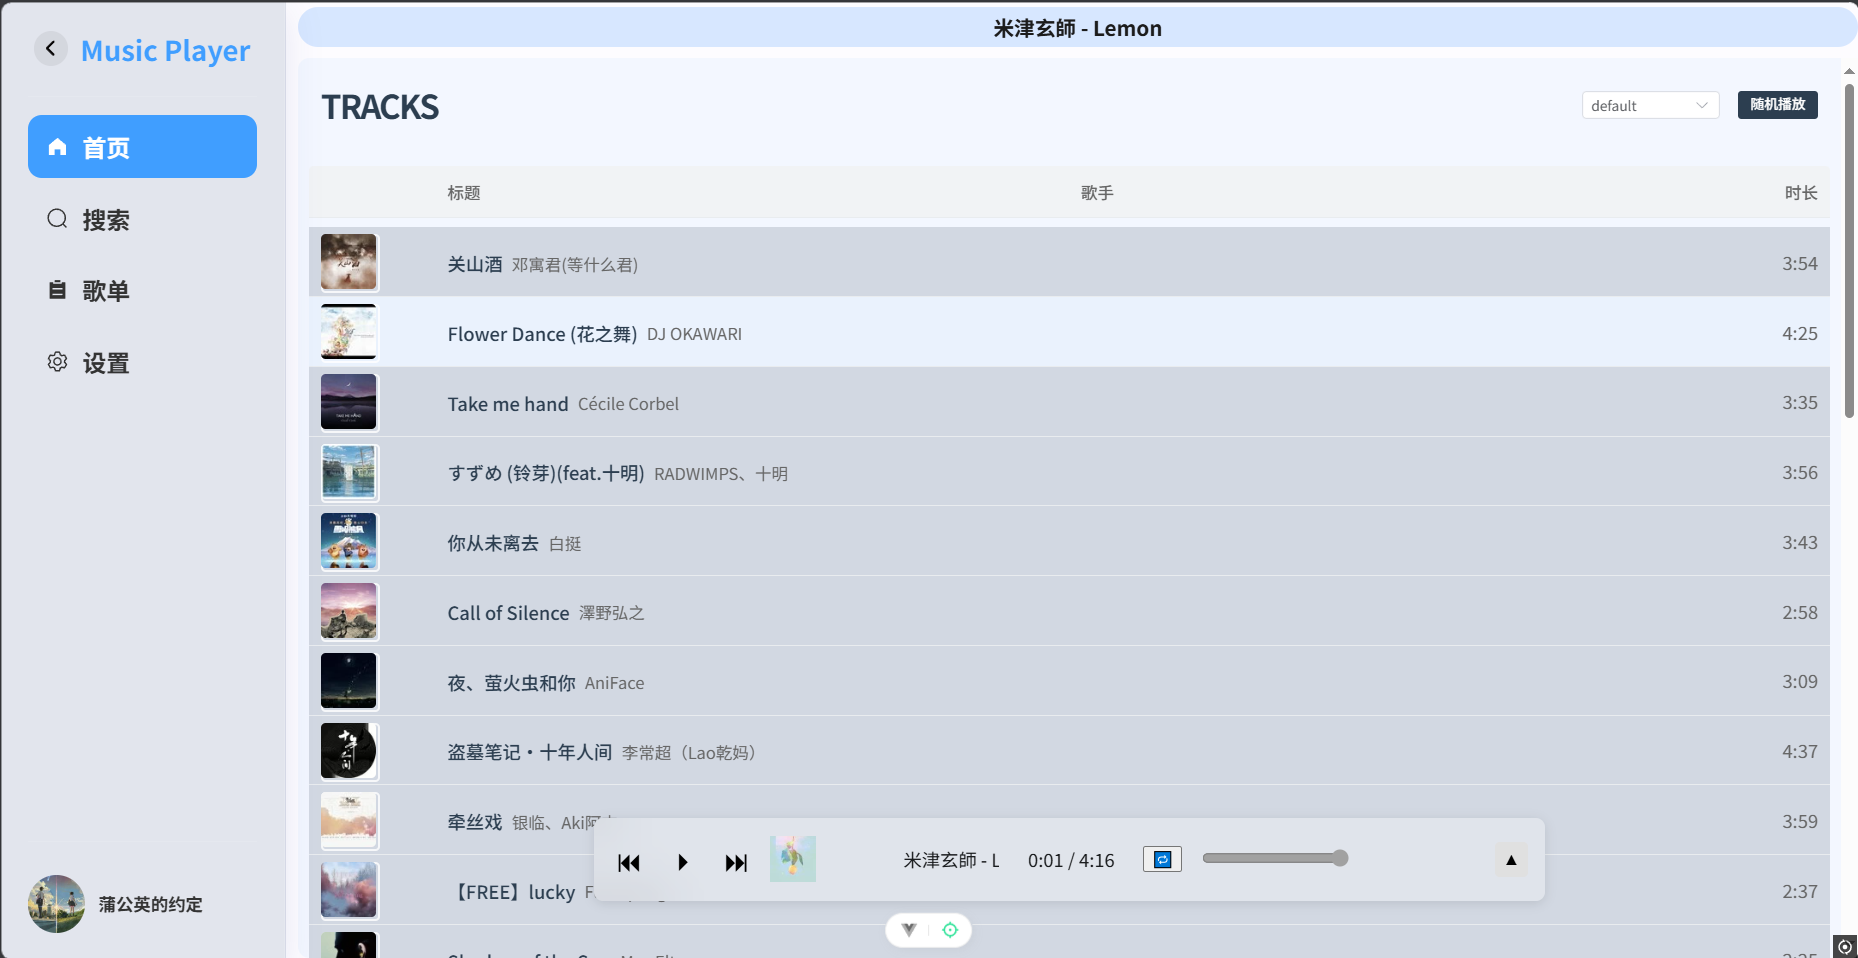 米津玄師 - Lemon
Music Player
首页
搜索
歌单
设置
蒲公英的约定
TRACKS
default
随机播放
标题 歌手 时长
关山酒 邓寓君(等什么君) 3:54
Flower Dance (花之舞) DJ OKAWARI 4:25
Take me hand Cécile Corbel 3:35
すずめ (铃芽)(feat.十明) RADWIMPS、十明 3:56
你从未离去 白挺 3:43
Call of Silence 澤野弘之 2:58
夜、萤火虫和你 AniFace 3:09
盗墓笔记·十年人间 李常超（Lao乾妈） 4:37
牵丝戏 银临、Aki 3:59
【FREE】lucky 2:37
米津玄師 - L 0:01 / 4:16